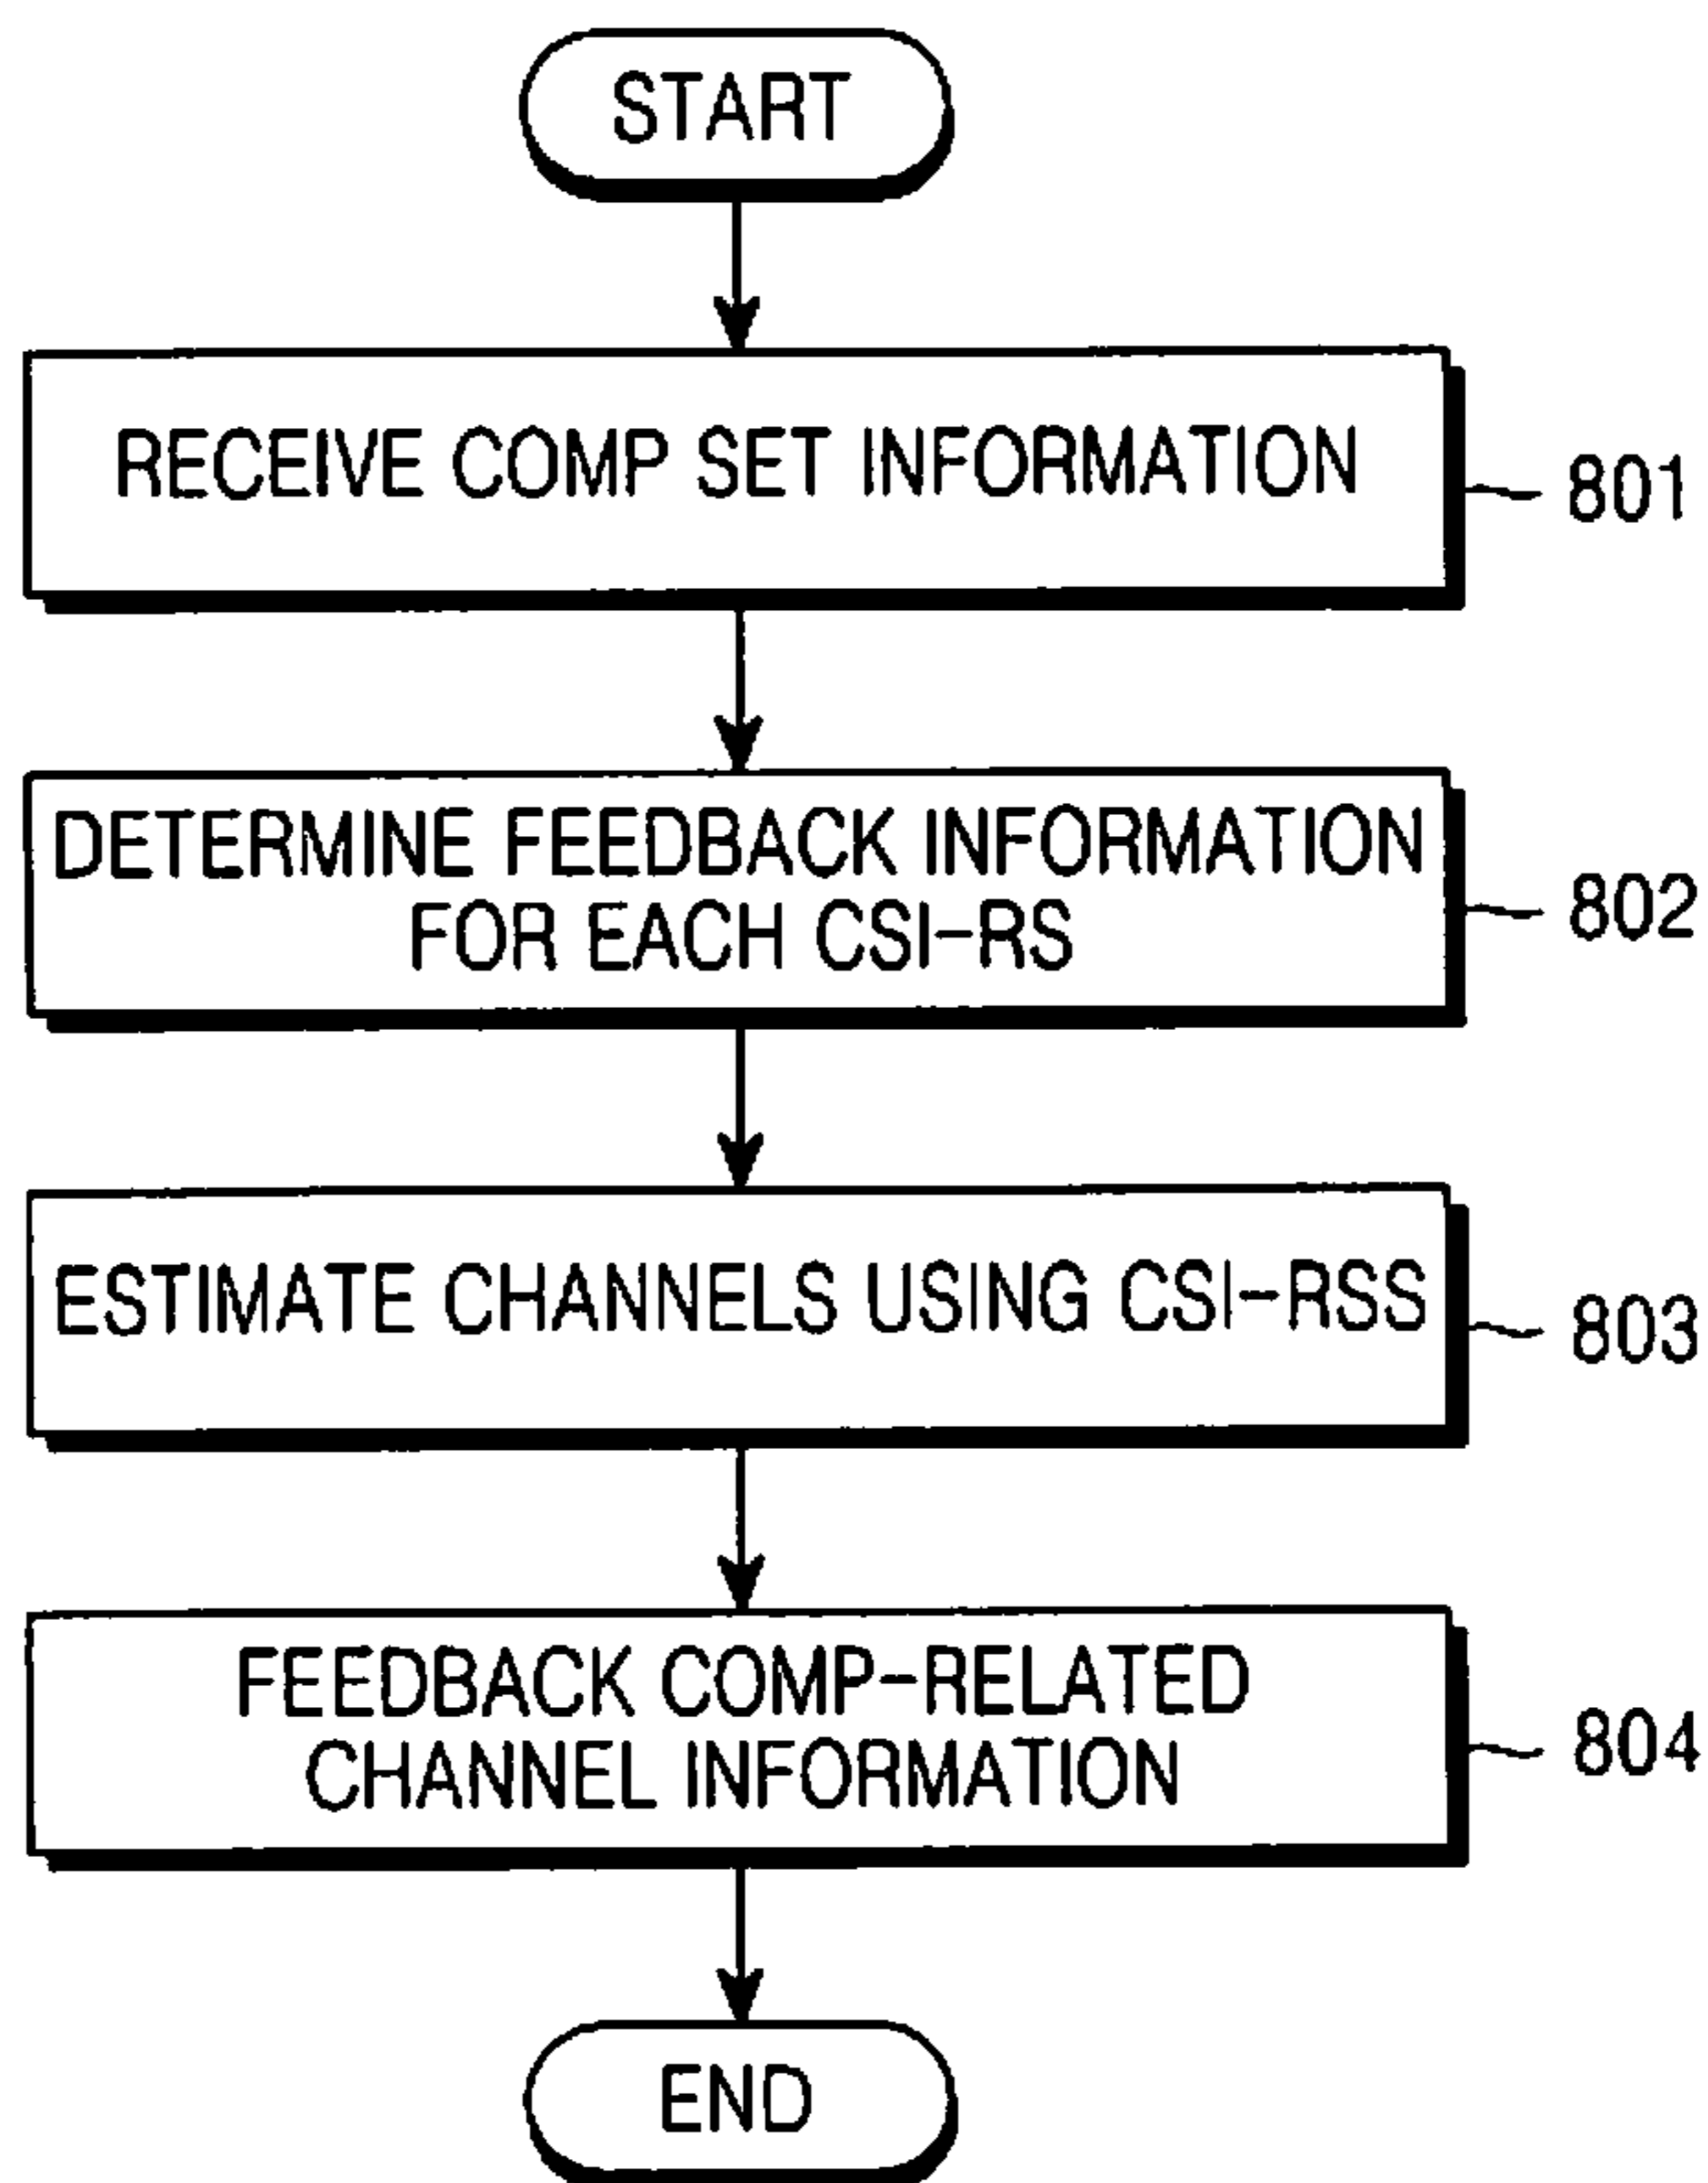 START
RECEIVE COMP SET INFORMATION
801
DETERMINE FEEDBACK INFORMATION
FOR EACH CSI-RS
802
ESTIMATE CHANNELS USING CSI-RSS
803
FEEDBACK COMP-RELATED
CHANNEL INFORMATION
804
END